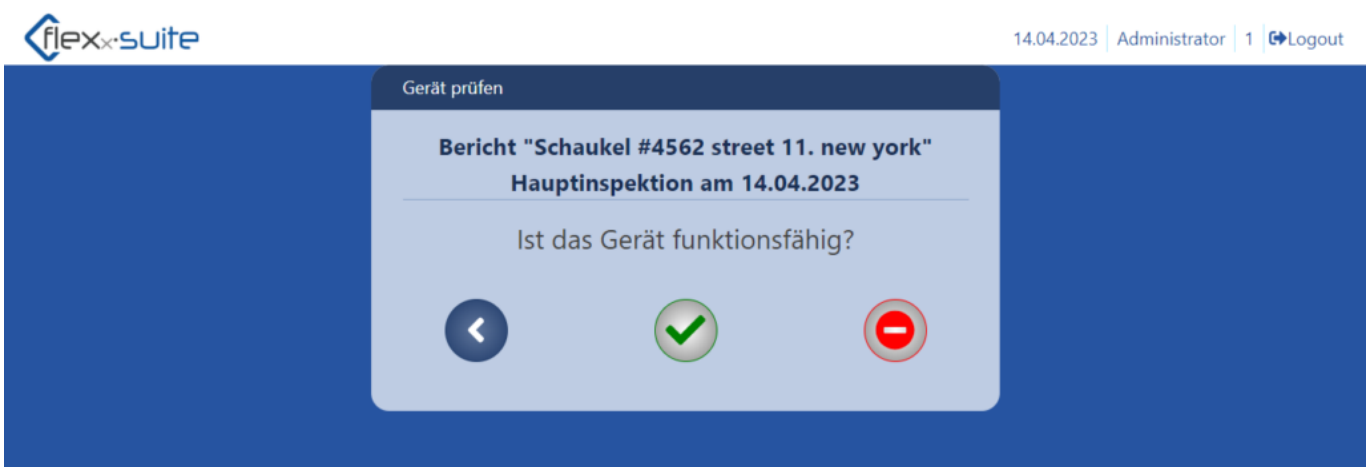 flexx-suite
14.04.2023 Administrator 1 Logout
Gerät prüfen
Bericht "Schaukel #4562 street 11. new york"
Hauptinspektion am 14.04.2023
Ist das Gerät funktionsfähig?